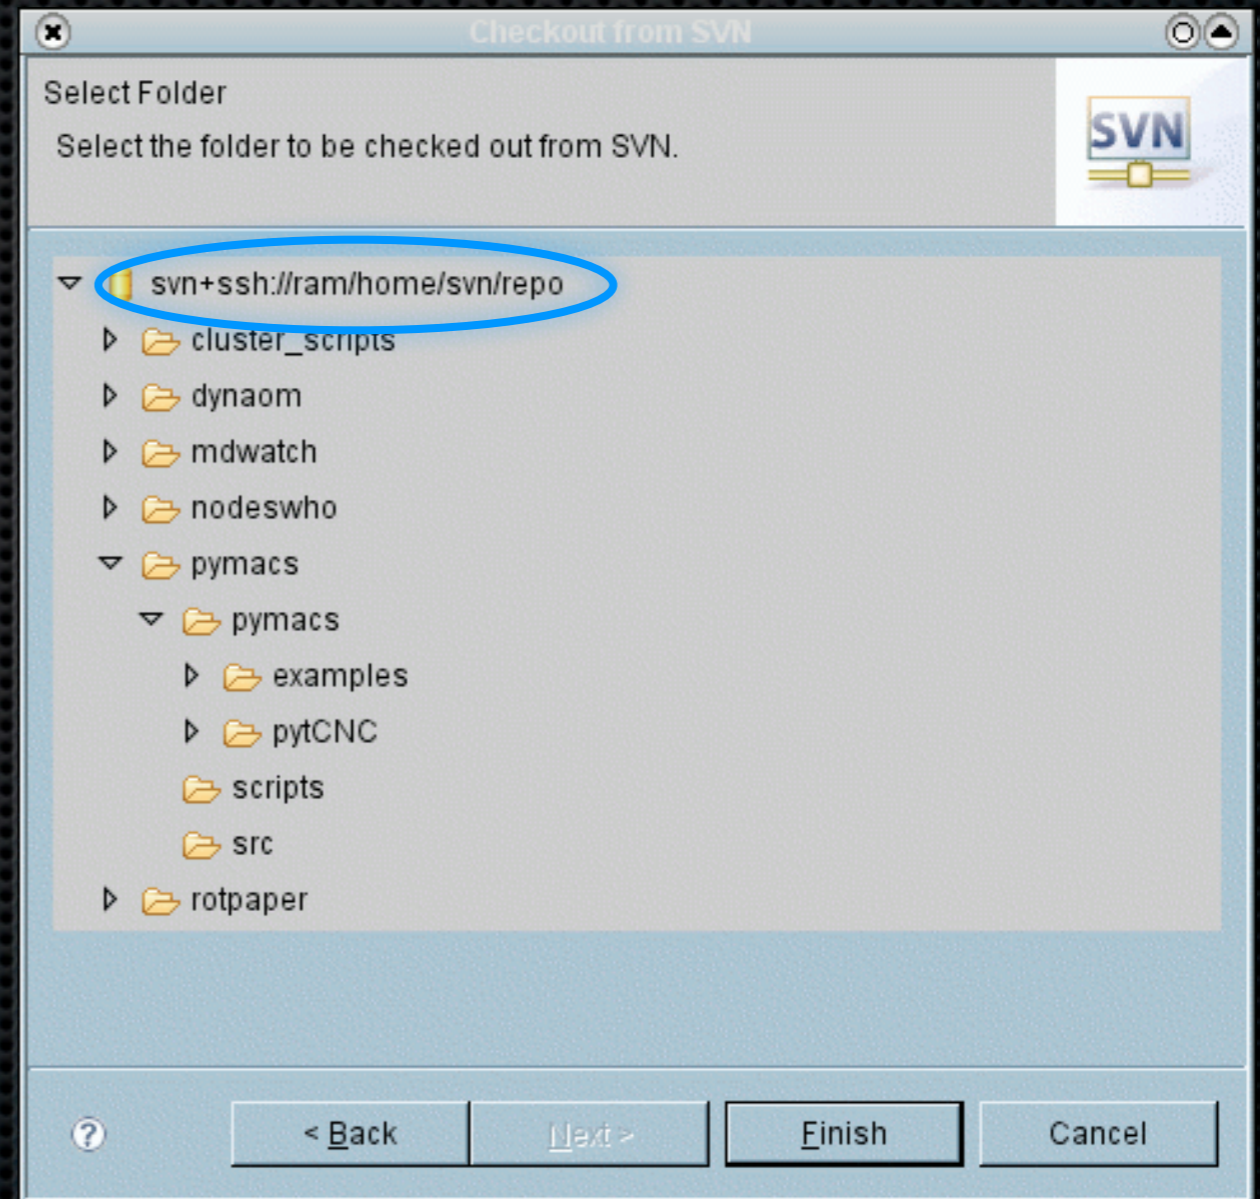 Checkout from SVN
Select Folder
Select the folder to be checked out from SVN.
SVN
svn+ssh://ram/home/svn/repo
cluster_scripts
dynaom
mdwatch
nodeswho
pymacs
pymacs
examples
pytCNC
scripts
src
rotpaper
? < Back Next > Finish Cancel